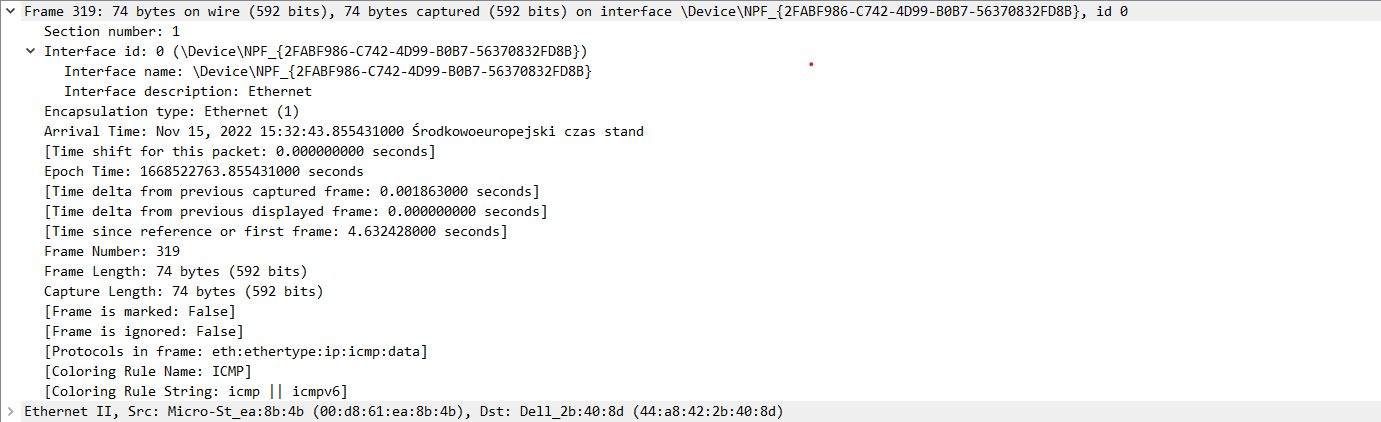 Frame 319: 74 bytes on wire (592 bits), 74 bytes captured (592 bits) on interface \Device\NPF_{2FABF986-C742-4D99-B0B7-56370832FD8B}, id 0
Section number: 1
Interface id: 0 (\Device\NPF_{2FABF986-C742-4D99-B0B7-56370832FD8B})
Interface name: \Device\NPF_{2FABF986-C742-4D99-B0B7-56370832FD8B}
Interface description: Ethernet
Encapsulation type: Ethernet (1)
Arrival Time: Nov 15, 2022 15:32:43.855431000 Środkowoeuropejski czas stand
[Time shift for this packet: 0.000000000 seconds]
Epoch Time: 1668522763.855431000 seconds
[Time delta from previous captured frame: 0.001863000 seconds]
[Time delta from previous displayed frame: 0.000000000 seconds]
[Time since reference or first frame: 4.632428000 seconds]
Frame Number: 319
Frame Length: 74 bytes (592 bits)
Capture Length: 74 bytes (592 bits)
[Frame is marked: False]
[Frame is ignored: False]
[Protocols in frame: eth:ethertype:ip:icmp:data]
[Coloring Rule Name: ICMP]
[Coloring Rule String: icmp || icmpv6]
Ethernet II, Src: Micro-St_ea:8b:4b (00:d8:61:ea:8b:4b), Dst: Dell_2b:40:8d (44:a8:42:2b:40:8d)